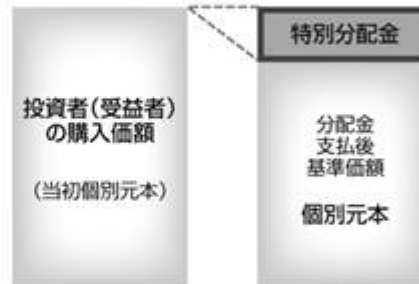 投資者(受益者)
の購入価額
(当初個別元本)
特別分配金
分配金
支払後
基準価額
個別元本